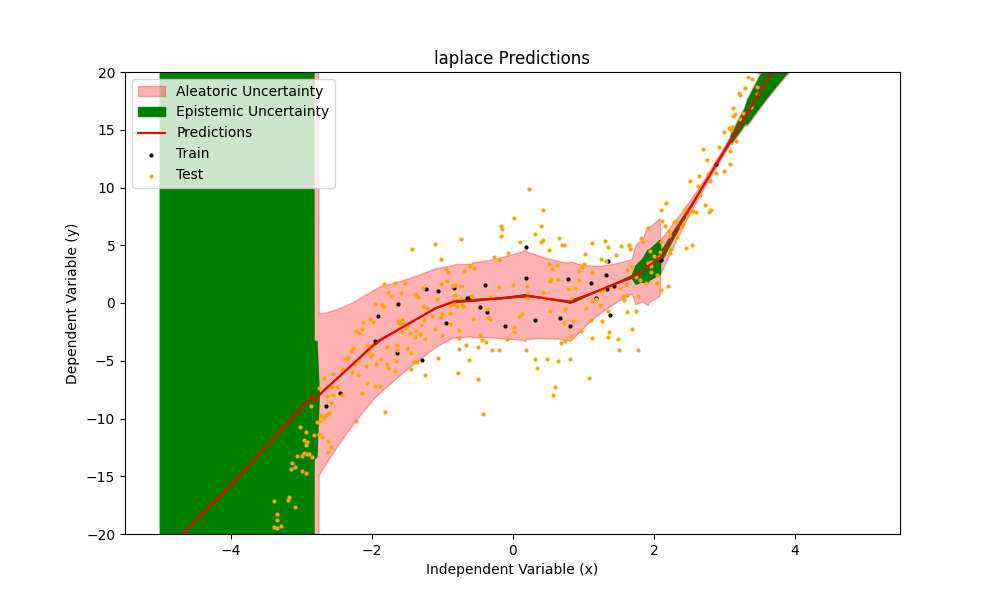 laplace Predictions
Aleatoric Uncertainty
Epistemic Uncertainty
Predictions
Train
Test
Dependent Variable (y)
20
15
10
5
0
−5
−10
−15
−20
−4
−2
0
2
4
Independent Variable (x)